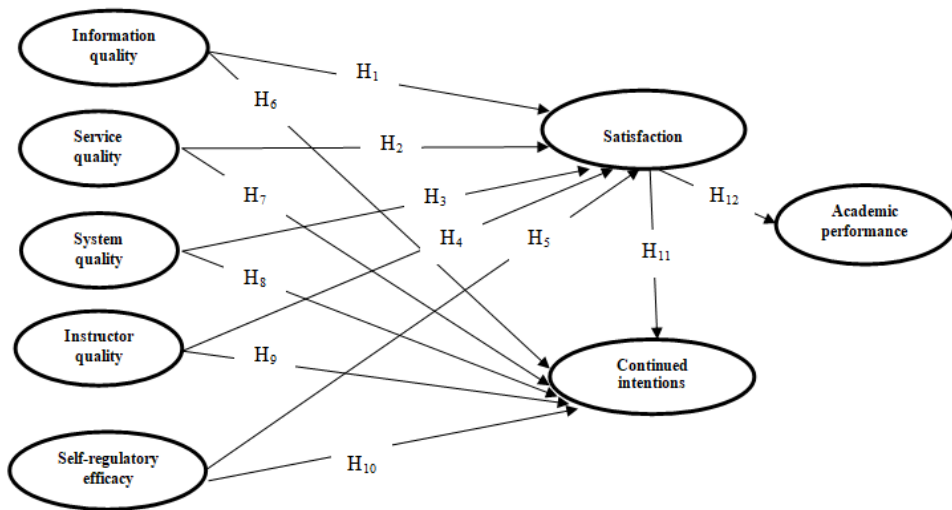 Information
quality
H1
H6
Service
quality
H2
Satisfaction
H7
H3
H12
System
quality
H4
H5
Academic
performance
H8
H11
Instructor
quality
H9
Continued
intentions
Self-regulatory
efficacy
H10